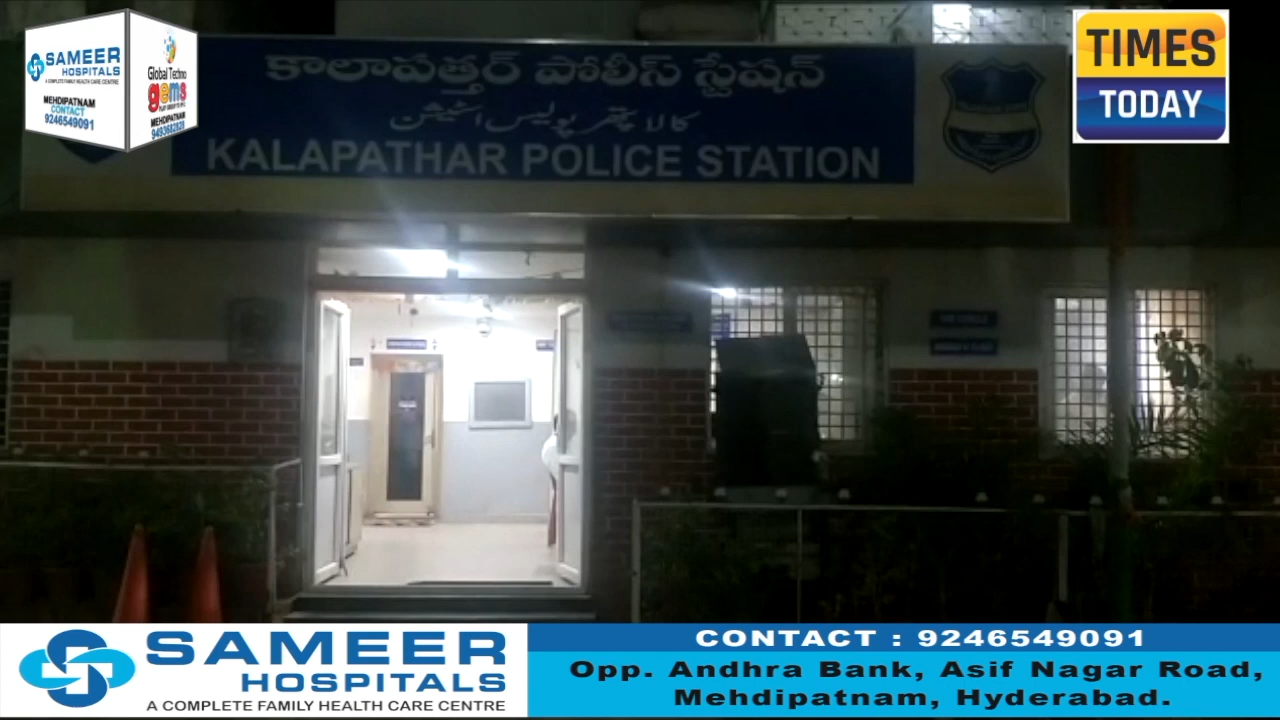 SAMEER
HOSPITALS
A COMPLETE FAMILY HEALTH CARE CENTRE
MEHDIPATNAM
CONTACT
9246549091
Global Techno
gems
MEHDIPATNAM
9493682828
TIMES
TODAY
కాలాపత్తర్ పోలీస్ స్టేషన్
کالا پتھر پولیس اسٹیشن
KALAPATHAR POLICE STATION
SAMEER
HOSPITALS
A COMPLETE FAMILY HEALTH CARE CENTRE
CONTACT : 9246549091
Opp. Andhra Bank, Asif Nagar Road,
Mehdipatnam, Hyderabad.